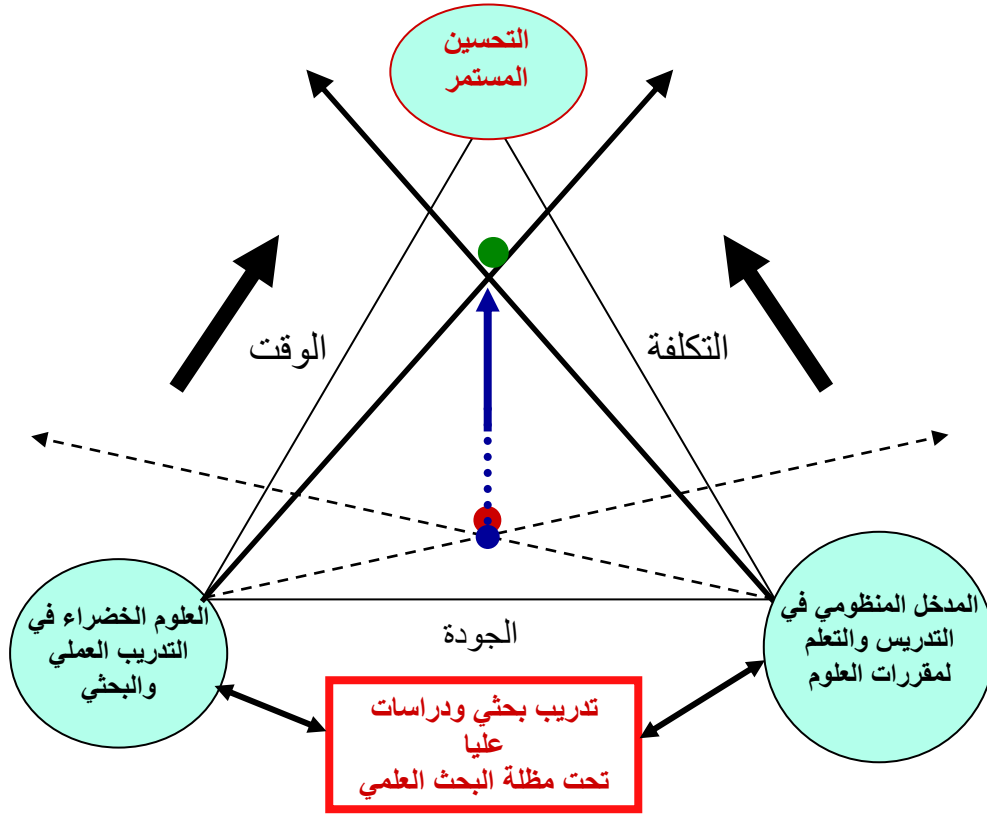 التحسين
المستمر
الوقت
التكلفة
العلوم الخضراء في
التدريب العملي
والبحثي
الجودة
المدخل المنظومي في
التدريس والتعلم
لمقررات العلوم
تدريب بحثي ودراسات
عليا
تحت مظلة البحث العلمي